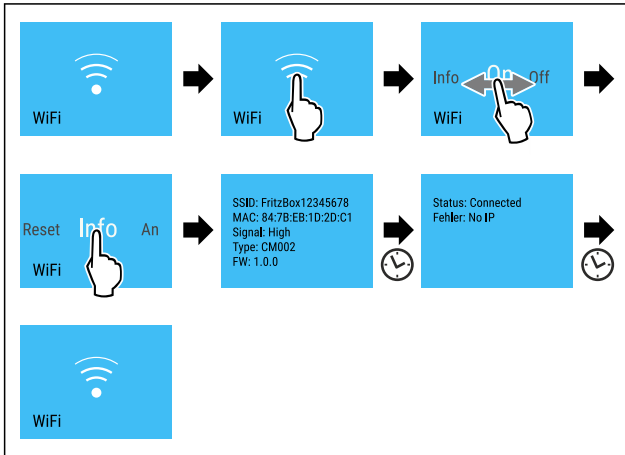 WiFi
WiFi
Info On Off
WiFi
Reset Info An
WiFi
SSID: FritzBox12345678
MAC: 84:7B:EB:1D:2D:C1
Signal: High
Type: CM002
FW: 1.0.0
Status: Connected
Fehler: No IP
WiFi